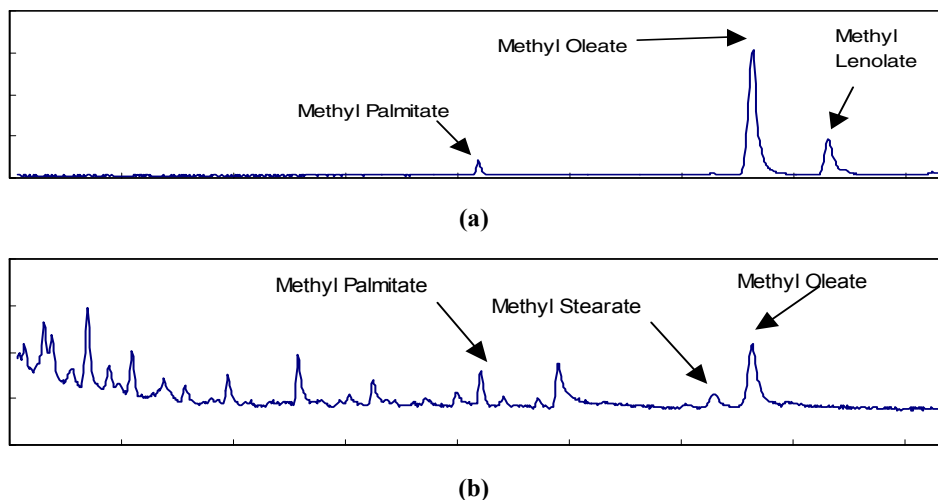 Methyl Oleate
Methyl
Lenolate
Methyl Palmitate
(a)
Methyl Palmitate
Methyl Stearate
Methyl Oleate
(b)